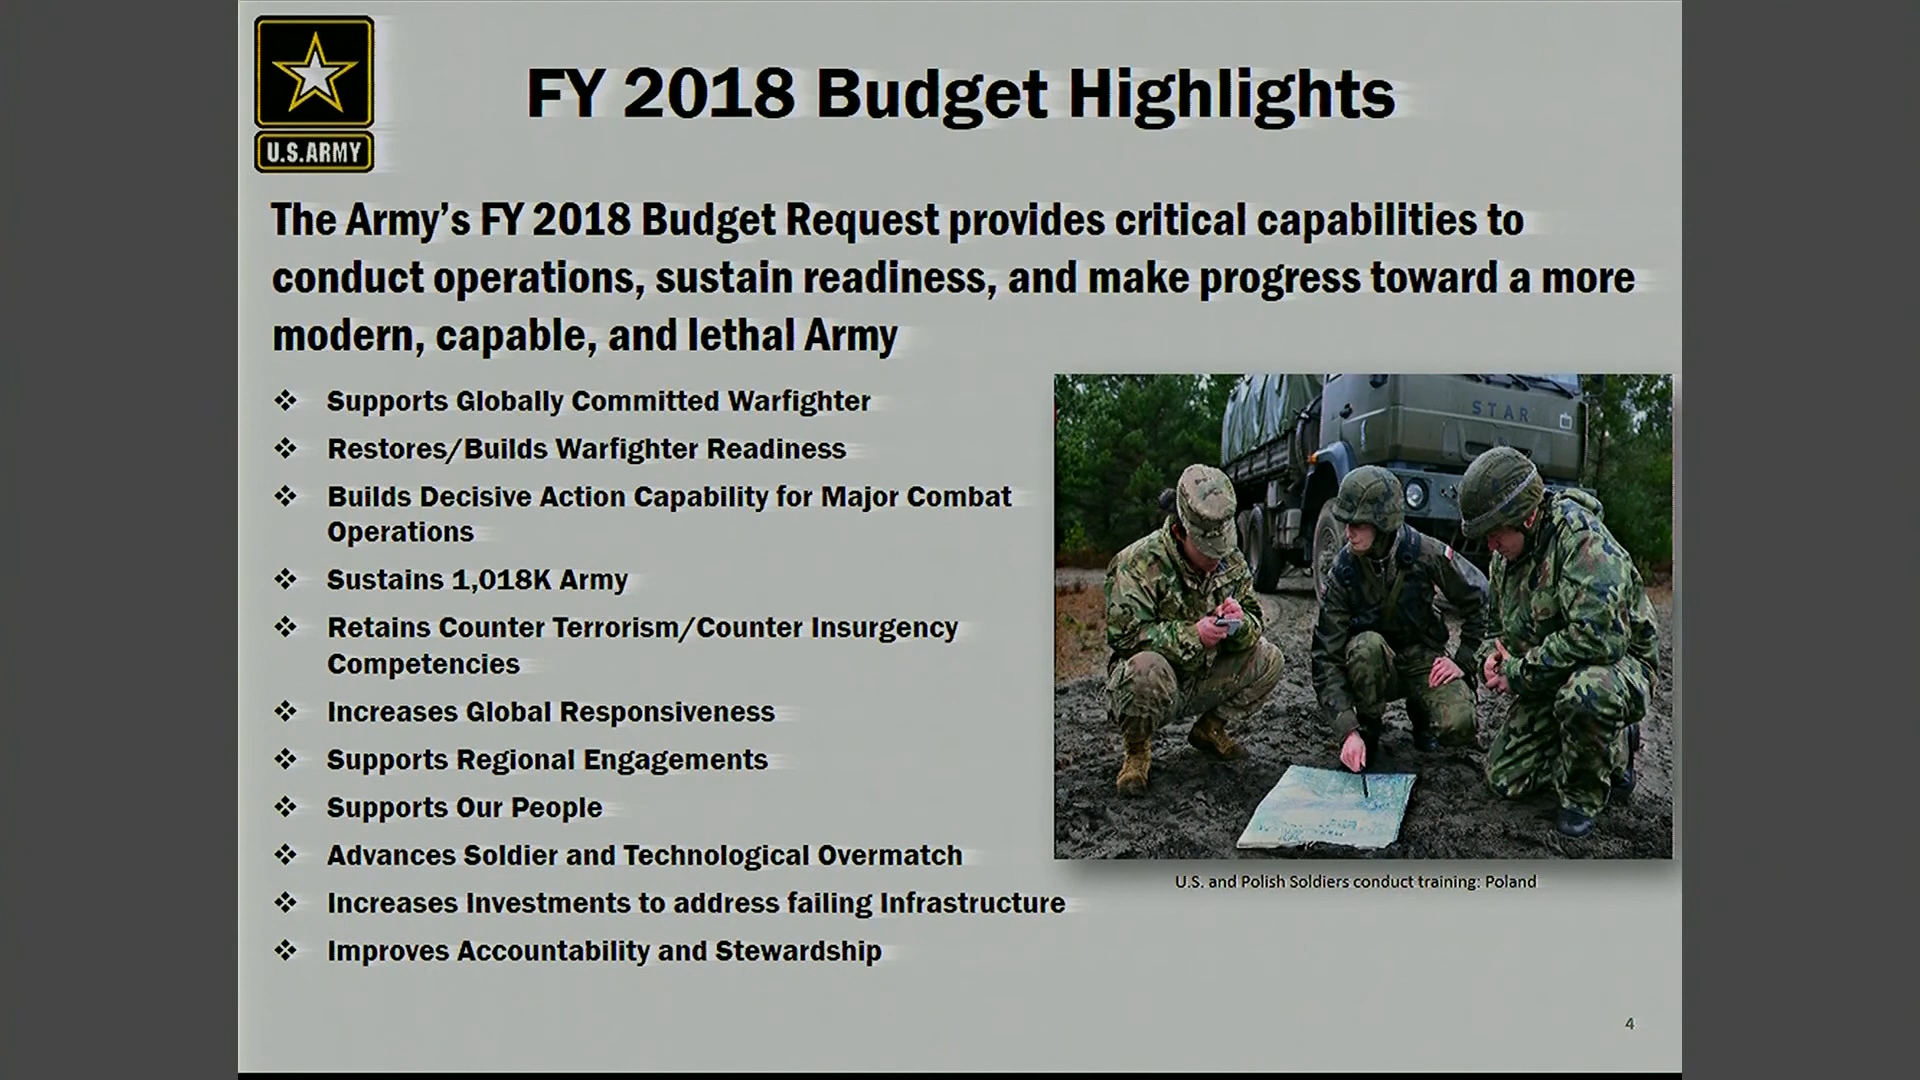 U.S.ARMY
FY 2018 Budget Highlights
The Army’s FY 2018 Budget Request provides critical capabilities to
conduct operations, sustain readiness, and make progress toward a more
modern, capable, and lethal Army
❖ Supports Globally Committed Warfighter
❖ Restores/Builds Warfighter Readiness
❖ Builds Decisive Action Capability for Major Combat
Operations
❖ Sustains 1,018K Army
❖ Retains Counter Terrorism/Counter Insurgency
Competencies
❖ Increases Global Responsiveness
❖ Supports Regional Engagements
❖ Supports Our People
❖ Advances Soldier and Technological Overmatch
❖ Increases Investments to address failing Infrastructure
❖ Improves Accountability and Stewardship
STAR
U.S. and Polish Soldiers conduct training: Poland
4